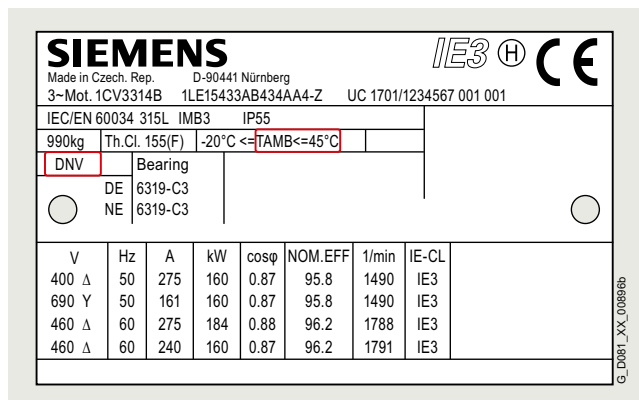 SIEMENS IE3 H CE
Made in Czech. Rep. D-90441 Nürnberg
3~Mot. 1CV3314B 1LE15433AB434AA4-Z UC 1701/1234567 001 001
IEC/EN 60034 315L IMB3 IP55
990kg Th.Cl. 155(F) -20°C <=TAMB<=45°C
DNV Bearing
DE 6319-C3
NE 6319-C3
V Hz A kW cosφ NOM.EFF 1/min IE-CL
400 Δ 50 275 160 0.87 95.8 1490 IE3
690 Y 50 161 160 0.87 95.8 1490 IE3
460 Δ 60 275 184 0.88 96.2 1788 IE3
460 Δ 60 240 160 0.87 96.2 1791 IE3
G_D081_XX_00896b